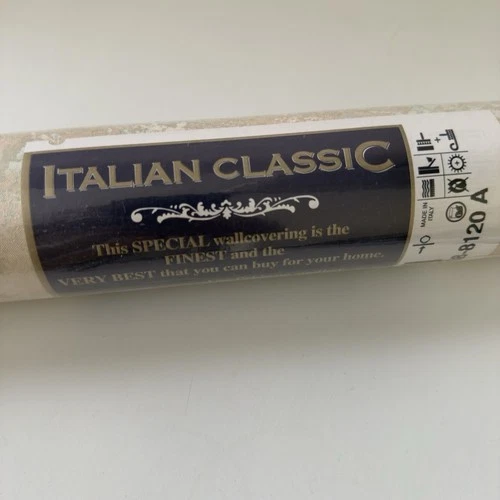 ITALIAN CLASSIC
This SPECIAL wallcovering is the
FINEST and the
VERY BEST that you can buy for your home.
MADE IN
ITALY
8120 A